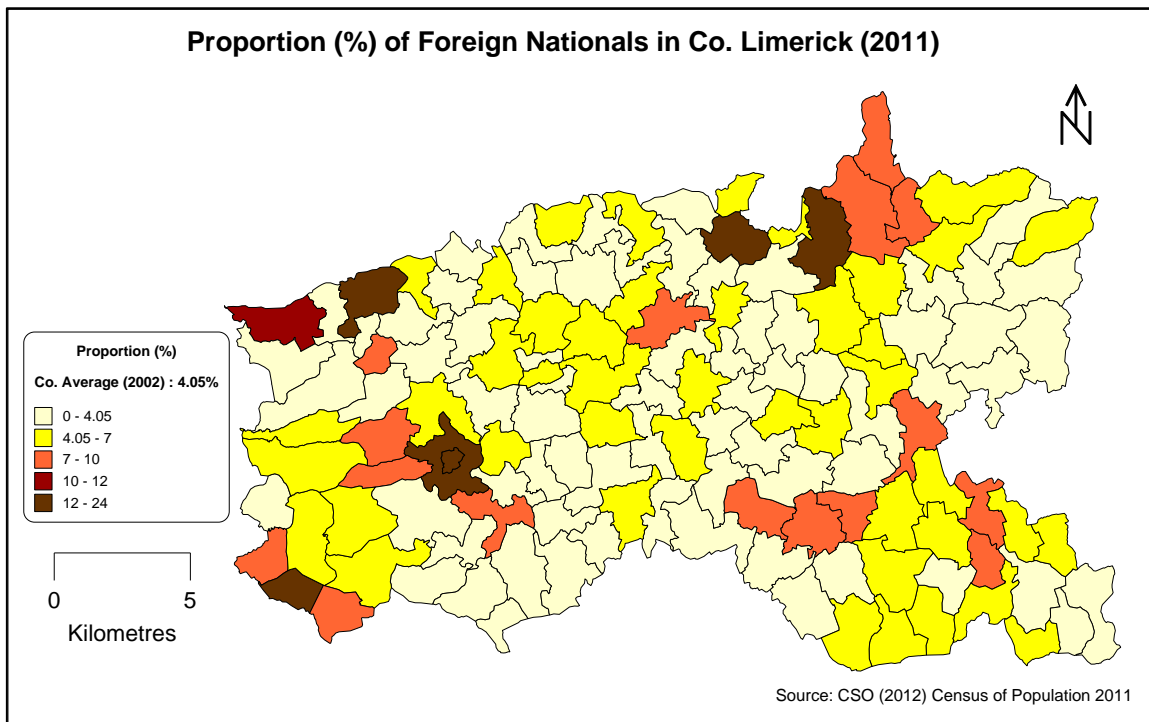 Proportion (%) of Foreign Nationals in Co. Limerick (2011)
N
Proportion (%)
Co. Average (2002) : 4.05%
0 - 4.05
4.05 - 7
7 - 10
10 - 12
12 - 24
0 5
Kilometres
Source: CSO (2012) Census of Population 2011